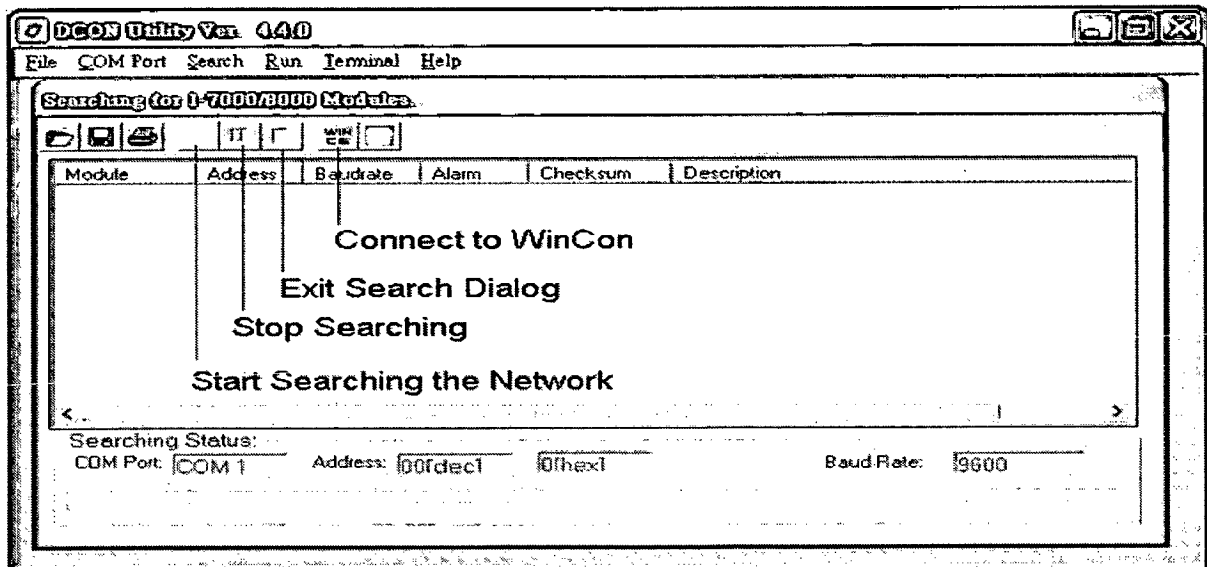 DCON Utility Ver. 4.4.0
File COM Port Search Run Terminal Help
Searching for I-7000/8000 Modules.
WIN CE
Module Address Baudrate Alarm Checksum Description
Connect to WinCon
Exit Search Dialog
Stop Searching
Start Searching the Network
Searching Status:
COM Port: COM 1 Address: 00[dec] 0[hex] Baud Rate: 9600